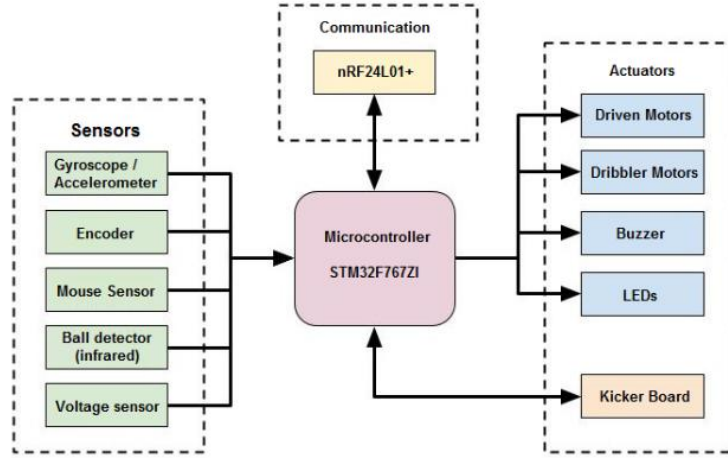 Communication
nRF24L01+
Sensors
Gyroscope /
Accelerometer
Encoder
Mouse Sensor
Ball detector
(infrared)
Voltage sensor
Microcontroller
STM32F767ZI
Actuators
Driven Motors
Dribbler Motors
Buzzer
LEDs
Kicker Board